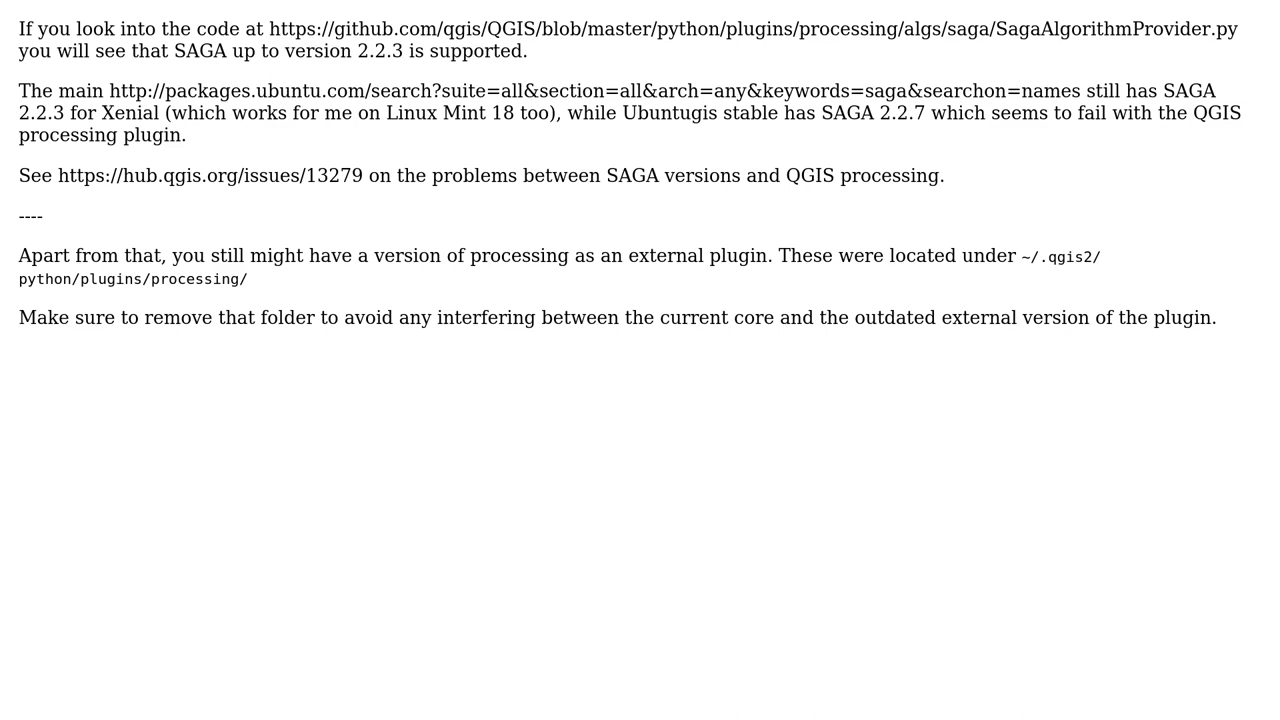 If you look into the code at https://github.com/qgis/QGIS/blob/master/python/plugins/processing/algs/saga/SagaAlgorithmProvider.py
you will see that SAGA up to version 2.2.3 is supported.
The main http://packages.ubuntu.com/search?suite=all&section=all&arch=any&keywords=saga&searchon=names still has SAGA
2.2.3 for Xenial (which works for me on Linux Mint 18 too), while Ubuntugis stable has SAGA 2.2.7 which seems to fail with the QGIS
processing plugin.
See https://hub.qgis.org/issues/13279 on the problems between SAGA versions and QGIS processing.
----
Apart from that, you still might have a version of processing as an external plugin. These were located under ~/.qgis2/
python/plugins/processing/
Make sure to remove that folder to avoid any interfering between the current core and the outdated external version of the plugin.